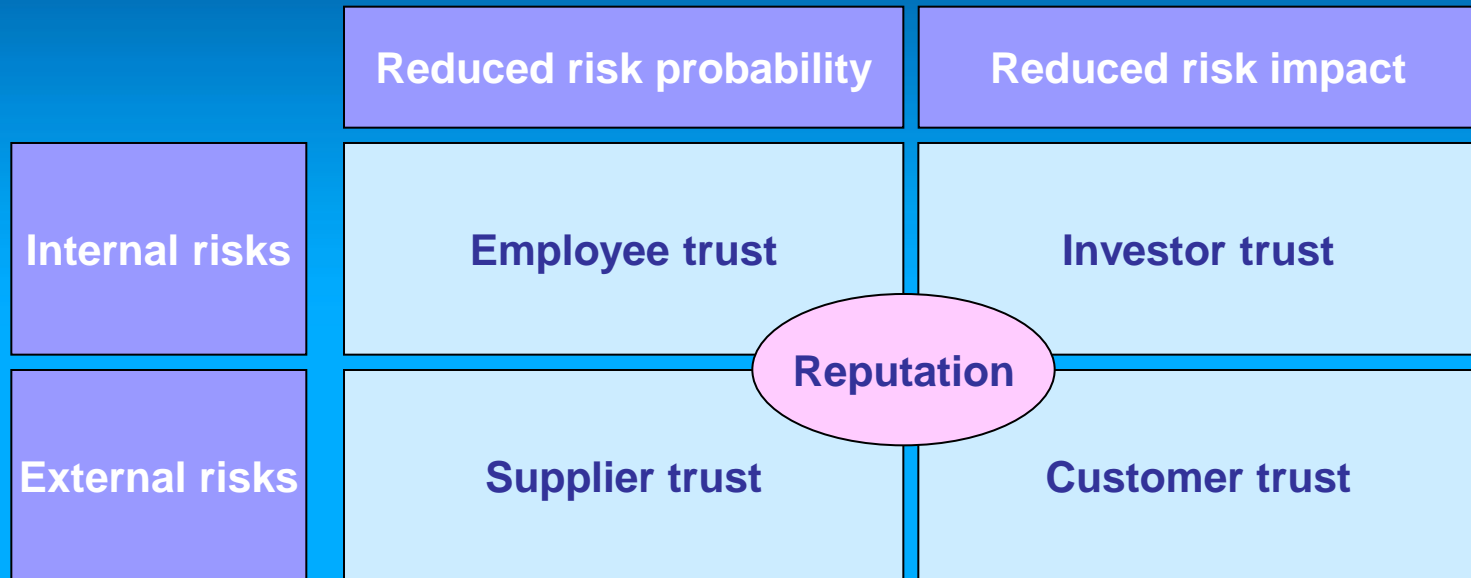 Reduced risk probability
Reduced risk impact
Internal risks
Employee trust
Investor trust
Reputation
External risks
Supplier trust
Customer trust